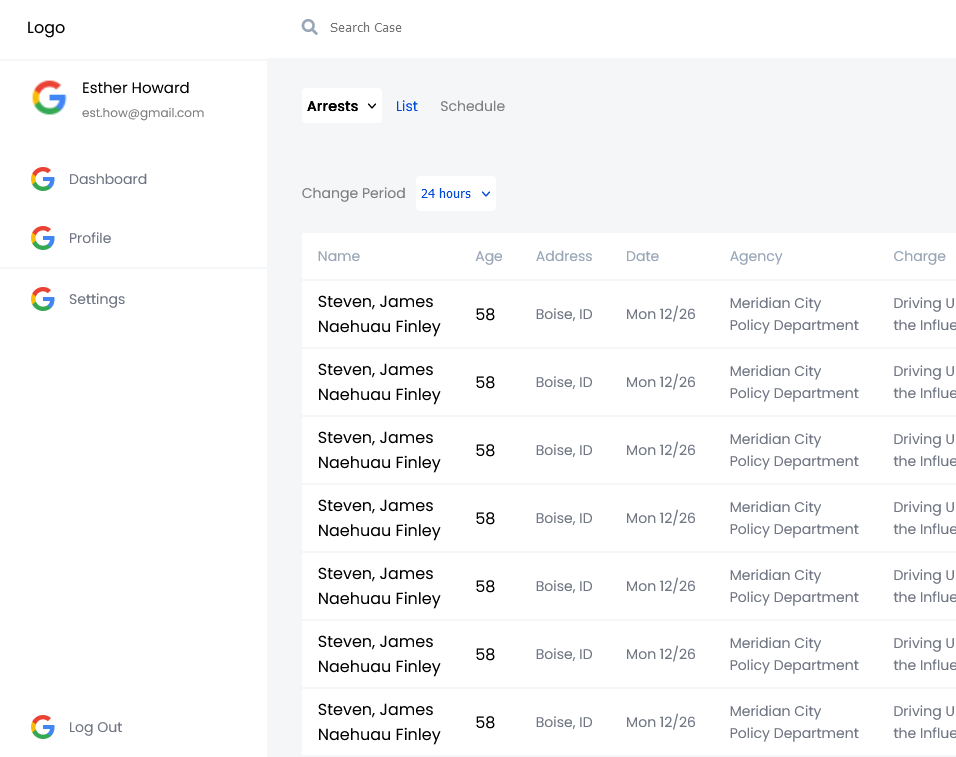 Logo
Search Case
Esther Howard
est.how@gmail.com
Dashboard
Profile
Settings
Log Out
Arrests List Schedule
Change Period 24 hours
Name Age Address Date Agency Charge
Steven, James
Naehuau Finley
58
Boise, ID
Mon 12/26
Meridian City
Policy Department
Driving U
the Influe
Steven, James
Naehuau Finley
58
Boise, ID
Mon 12/26
Meridian City
Policy Department
Driving U
the Influe
Steven, James
Naehuau Finley
58
Boise, ID
Mon 12/26
Meridian City
Policy Department
Driving U
the Influe
Steven, James
Naehuau Finley
58
Boise, ID
Mon 12/26
Meridian City
Policy Department
Driving U
the Influe
Steven, James
Naehuau Finley
58
Boise, ID
Mon 12/26
Meridian City
Policy Department
Driving U
the Influe
Steven, James
Naehuau Finley
58
Boise, ID
Mon 12/26
Meridian City
Policy Department
Driving U
the Influe
Steven, James
Naehuau Finley
58
Boise, ID
Mon 12/26
Meridian City
Policy Department
Driving U
the Influe